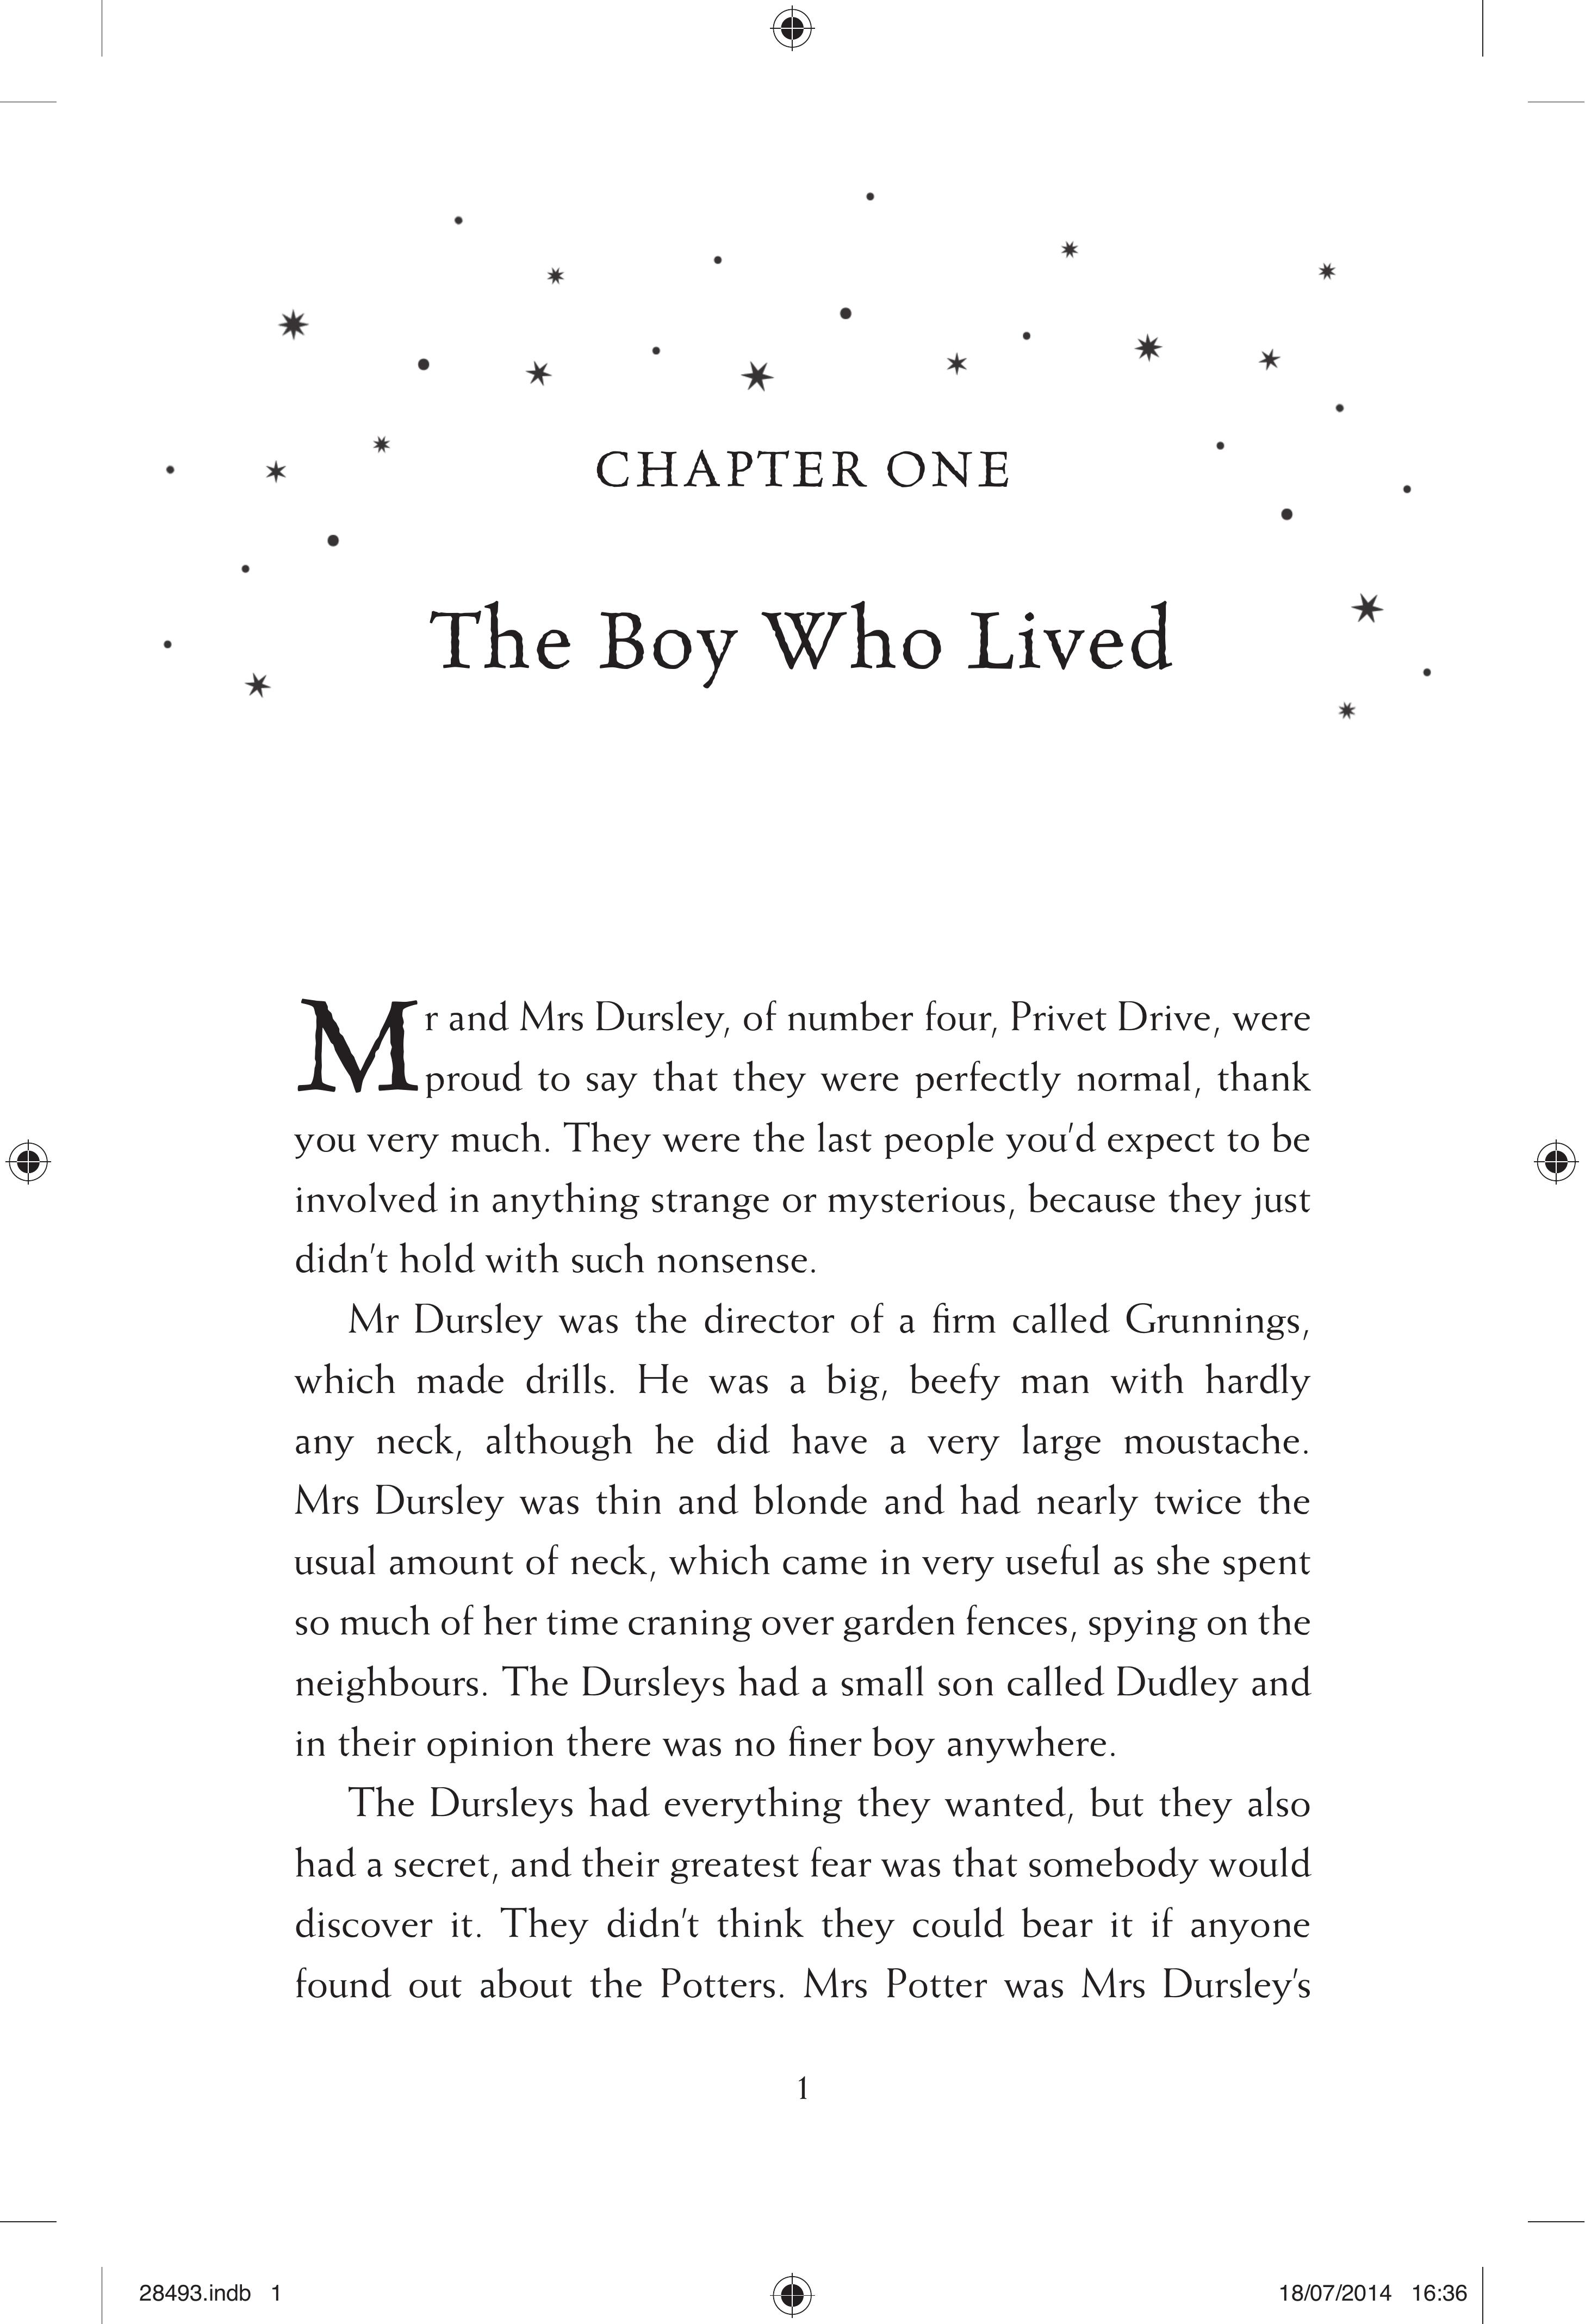 CHAPTER ONE
The Boy Who Lived
Mr and Mrs Dursley, of number four, Privet Drive, were
proud to say that they were perfectly normal, thank
you very much. They were the last people you'd expect to be
involved in anything strange or mysterious, because they just
didn't hold with such nonsense.
Mr Dursley was the director of a firm called Grunnings,
which made drills. He was a big, beefy man with hardly
any neck, although he did have a very large moustache.
Mrs Dursley was thin and blonde and had nearly twice the
usual amount of neck, which came in very useful as she spent
so much of her time craning over garden fences, spying on the
neighbours. The Dursleys had a small son called Dudley and
in their opinion there was no finer boy anywhere.
The Dursleys had everything they wanted, but they also
had a secret, and their greatest fear was that somebody would
discover it. They didn't think they could bear it if anyone
found out about the Potters. Mrs Potter was Mrs Dursley's
1
28493.indb 1
18/07/2014 16:36